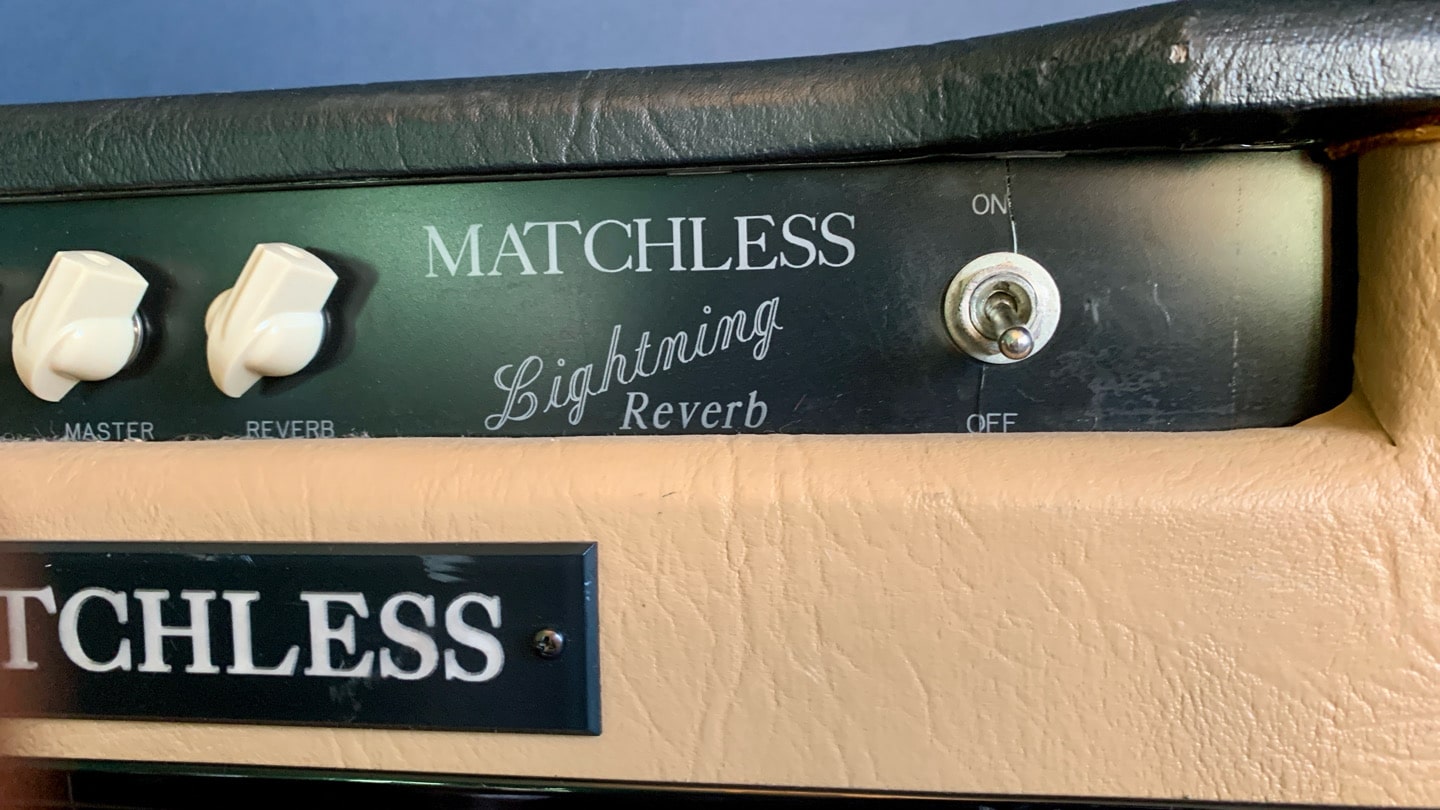 ON
MATCHLESS
Lightning
Reverb
MASTER REVERB
OFF
TCHLESS